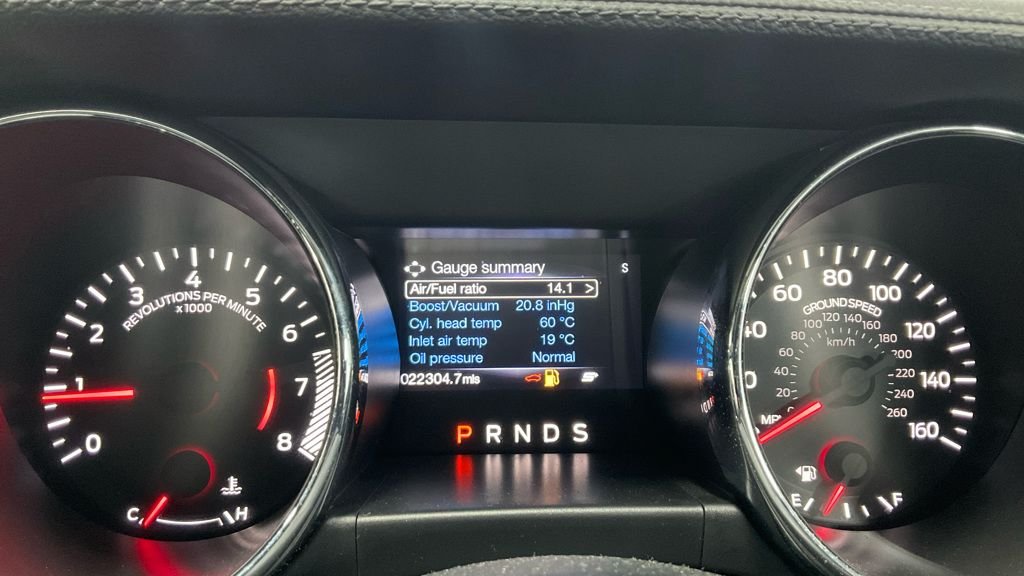 0
1
2
3
4
5
6
7
8
REVOLUTIONS PER MINUTE
x1000
C
H
Gauge summary
S
Air/Fuel ratio 14.1 >
Boost/Vacuum 20.8 inHg
Cyl. head temp 60 °C
Inlet air temp 19 °C
Oil pressure Normal
022304.7mls
P R N D S
60
80
100
120
140
160
GROUND SPEED
km/h
20
40
60
80
100
120
140
160
180
200
220
240
260
E
F